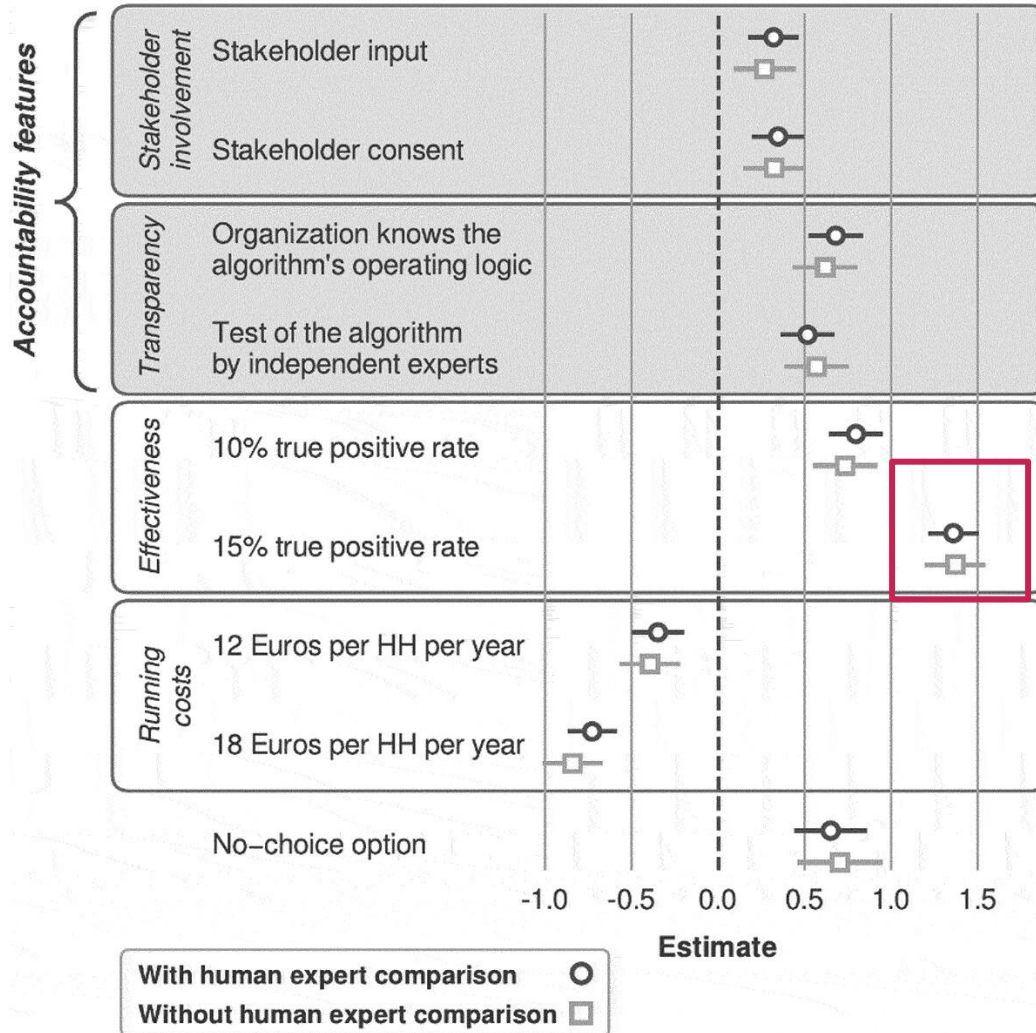 Accountability features
Stakeholder
involvement
Stakeholder input
Stakeholder consent
Transparency
Organization knows the
algorithm's operating logic
Test of the algorithm
by independent experts
Effectiveness
10% true positive rate
15% true positive rate
Running
costs
12 Euros per HH per year
18 Euros per HH per year
No−choice option
-1.0 -0.5 0.0 0.5 1.0 1.5
Estimate
With human expert comparison
Without human expert comparison